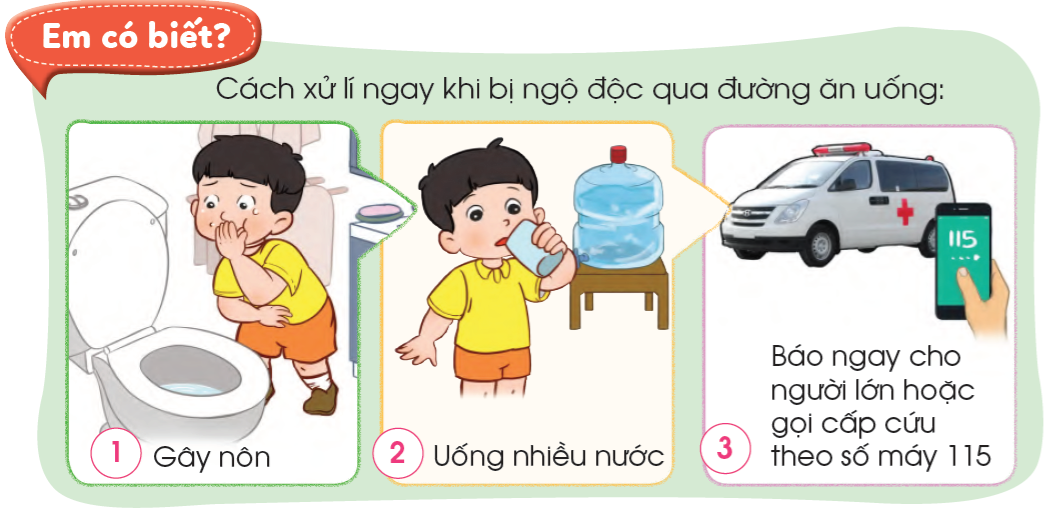 Em có biết?
Cách xử lí ngay khi bị ngộ độc qua đường ăn uống:
1 Gây nôn
2 Uống nhiều nước
115
Báo ngay cho
người lớn hoặc
gọi cấp cứu
3 theo số máy 115